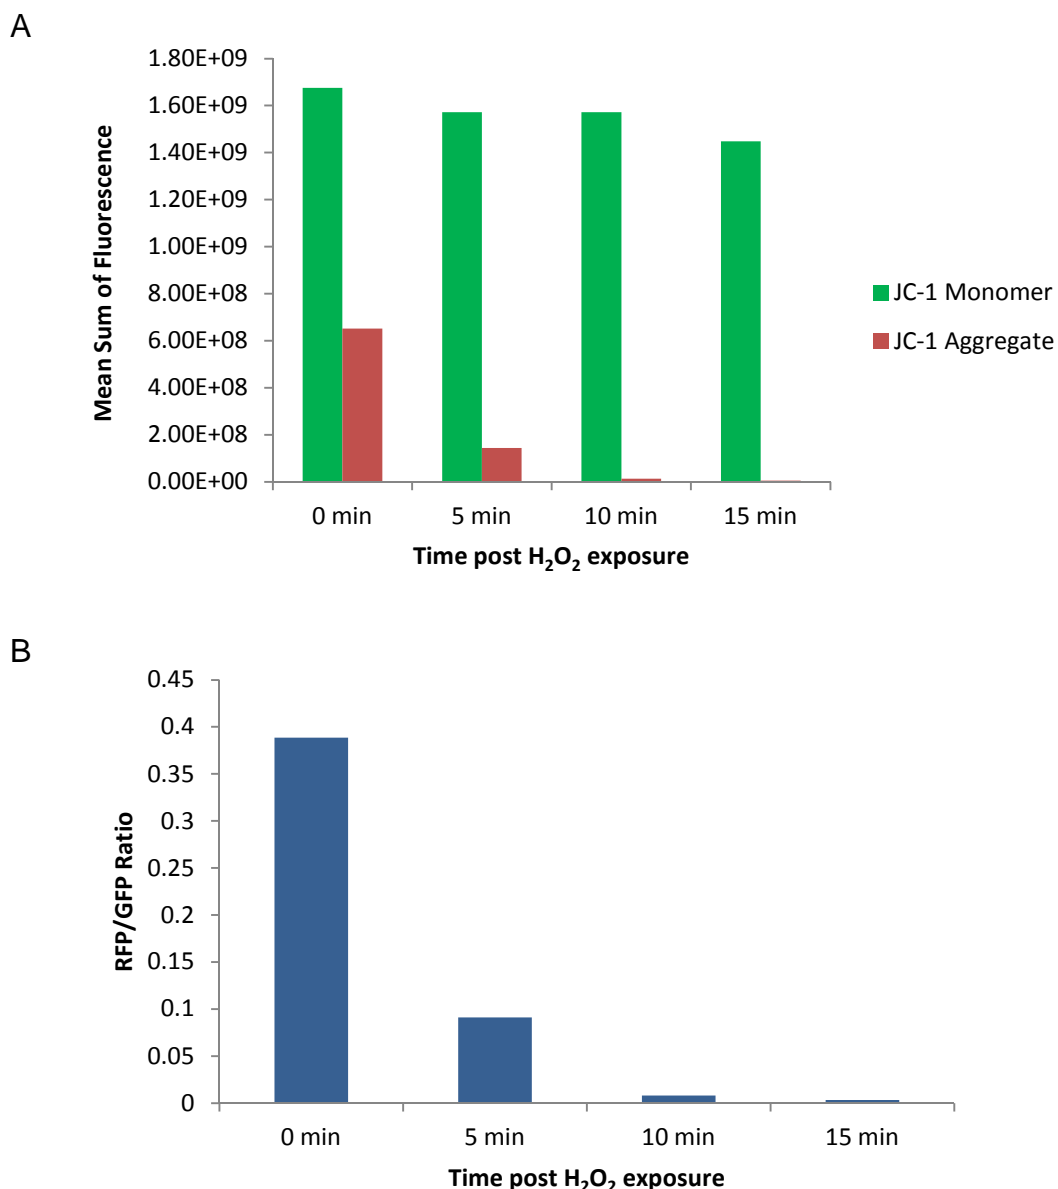 A
1.80E+09
1.60E+09
1.40E+09
1.20E+09
1.00E+09
8.00E+08
6.00E+08
4.00E+08
2.00E+08
0.00E+00
Mean Sum of Fluorescence
0 min 5 min 10 min 15 min
Time post H₂O₂ exposure
JC-1 Monomer
JC-1 Aggregate
B
0.45
0.4
0.35
0.3
0.25
0.2
0.15
0.1
0.05
0
RFP/GFP Ratio
0 min 5 min 10 min 15 min
Time post H₂O₂ exposure